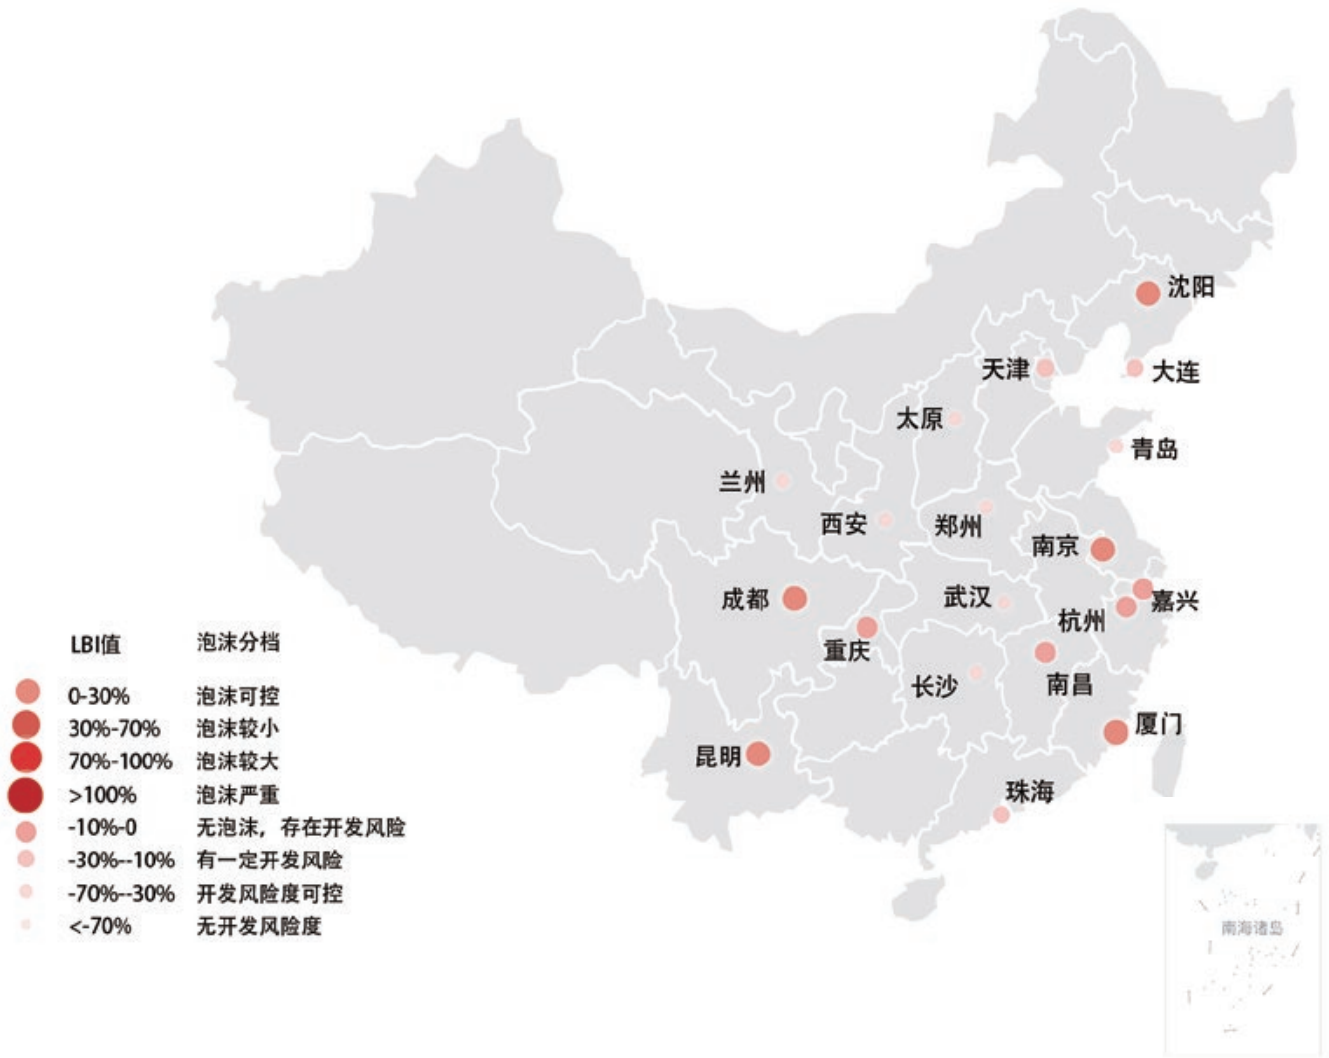 沈阳
天津
大连
太原
青岛
兰州
西安
郑州
南京
成都
武汉
嘉兴
杭州
重庆
长沙
南昌
厦门
昆明
珠海
南海诸岛
LBI值 泡沫分档
0-30% 泡沫可控
30%-70% 泡沫较小
70%-100% 泡沫较大
>100% 泡沫严重
-10%-0 无泡沫，存在开发风险
-30%--10% 有一定开发风险
-70%--30% 开发风险度可控
<-70% 无开发风险度